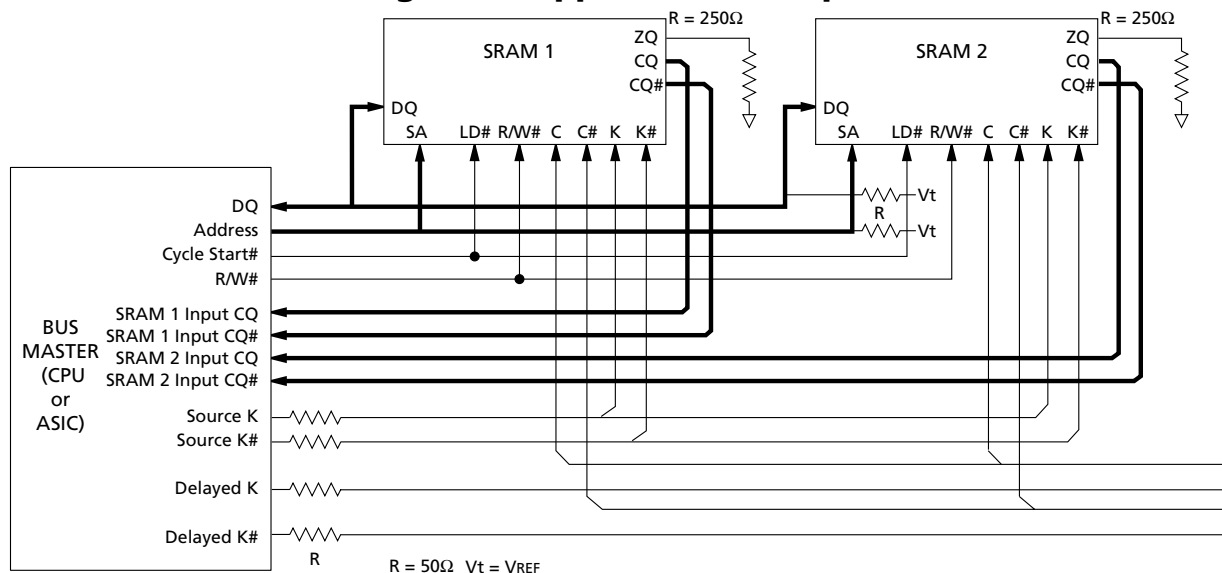 R = 250Ω
R = 250Ω
SRAM 1
ZQ
CQ
CQ#
DQ
SA LD# R/W# C C# K K#
SRAM 2
ZQ
CQ
CQ#
DQ
SA LD# R/W# C C# K K#
Vt
R
Vt
DQ
Address
Cycle Start#
R/W#
SRAM 1 Input CQ
SRAM 1 Input CQ#
SRAM 2 Input CQ
SRAM 2 Input CQ#
BUS
MASTER
(CPU
or
ASIC)
Source K
Source K#
Delayed K
Delayed K#
R
R = 50Ω Vt = VREF